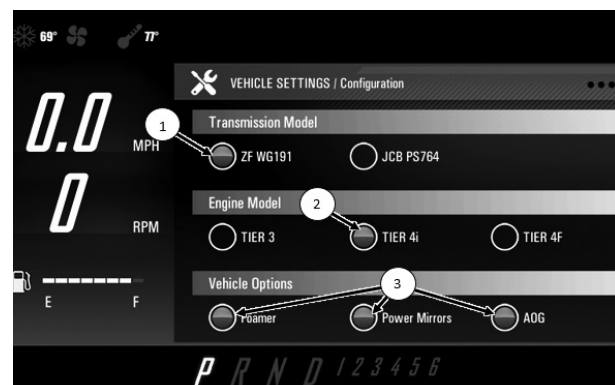 69° 77°
VEHICLE SETTINGS / Configuration
0.0 MPH
1
Transmission Model
ZF WG191 JCB PS764
Engine Model 2
0 RPM
TIER 3 TIER 4i TIER 4F
Vehicle Options 3
E F
Foamer Power Mirrors AOG
P R N D 1 2 3 4 5 6